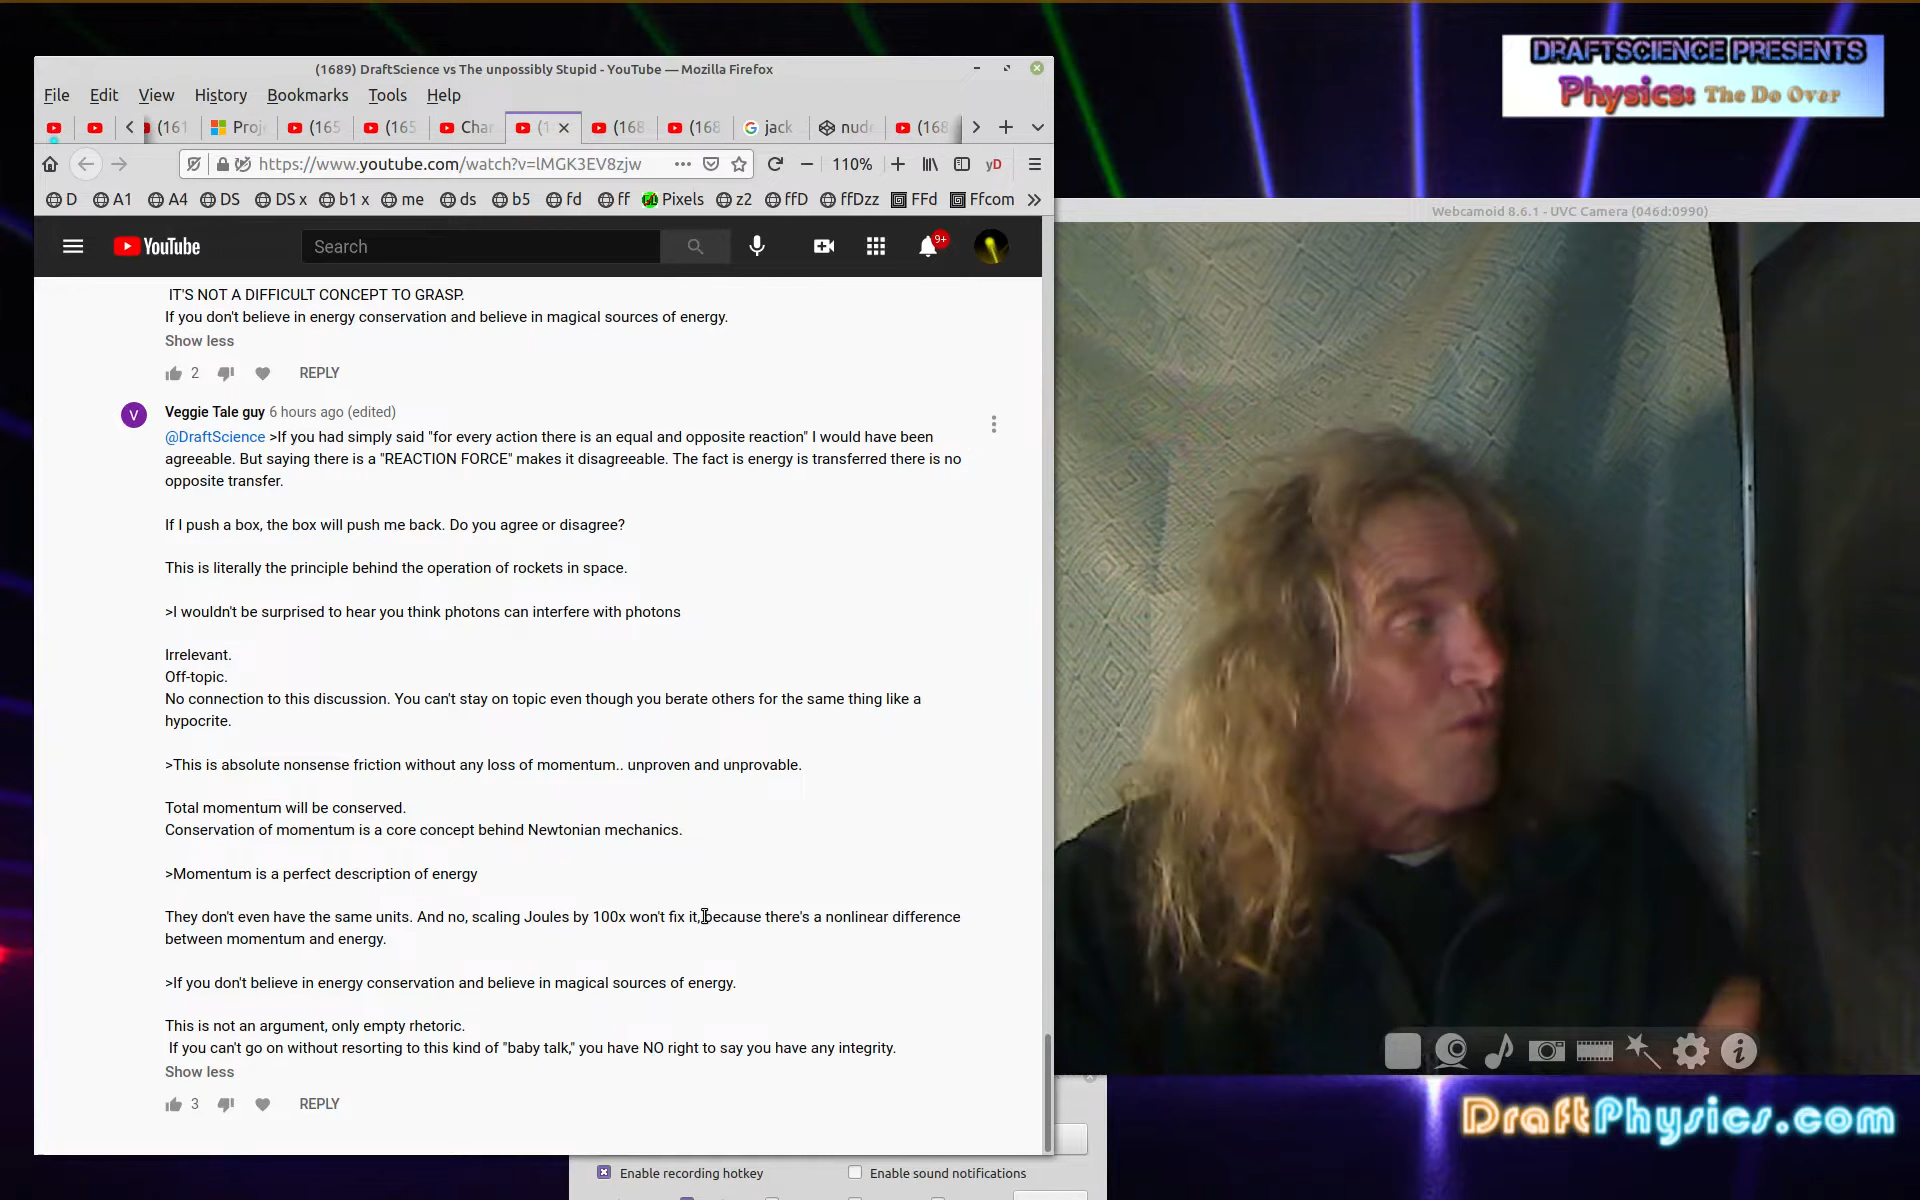 DRAFTSCIENCE PRESENTS
Physics: The Do Over
(1689) DraftScience vs The unpossibly Stupid - YouTube — Mozilla Firefox
File Edit View History Bookmarks Tools Help
(161 Proj (165 (165 Char (1 (168 (168 jack nude (168
https://www.youtube.com/watch?v=lMGK3EV8zjw ... 110% yD
D A1 A4 DS DS x b1 x me ds b5 fd ff Pixels z2 ffD ffDzz FFd Ffcom
Webcamoid 8.6.1 - UVC Camera (046d:0990)
YouTube Search 9+
IT'S NOT A DIFFICULT CONCEPT TO GRASP.
If you don't believe in energy conservation and believe in magical sources of energy.
Show less
2 REPLY
V Veggie Tale guy 6 hours ago (edited)
@DraftScience >If you had simply said "for every action there is an equal and opposite reaction" I would have been
agreeable. But saying there is a "REACTION FORCE" makes it disagreeable. The fact is energy is transferred there is no
opposite transfer.
If I push a box, the box will push me back. Do you agree or disagree?
This is literally the principle behind the operation of rockets in space.
>I wouldn't be surprised to hear you think photons can interfere with photons
Irrelevant.
Off-topic.
No connection to this discussion. You can't stay on topic even though you berate others for the same thing like a
hypocrite.
>This is absolute nonsense friction without any loss of momentum.. unproven and unprovable.
Total momentum will be conserved.
Conservation of momentum is a core concept behind Newtonian mechanics.
>Momentum is a perfect description of energy
They don't even have the same units. And no, scaling Joules by 100x won't fix it, because there's a nonlinear difference
between momentum and energy.
>If you don't believe in energy conservation and believe in magical sources of energy.
This is not an argument, only empty rhetoric.
If you can't go on without resorting to this kind of "baby talk," you have NO right to say you have any integrity.
Show less
3 REPLY
DraftPhysics.com
Enable recording hotkey Enable sound notifications